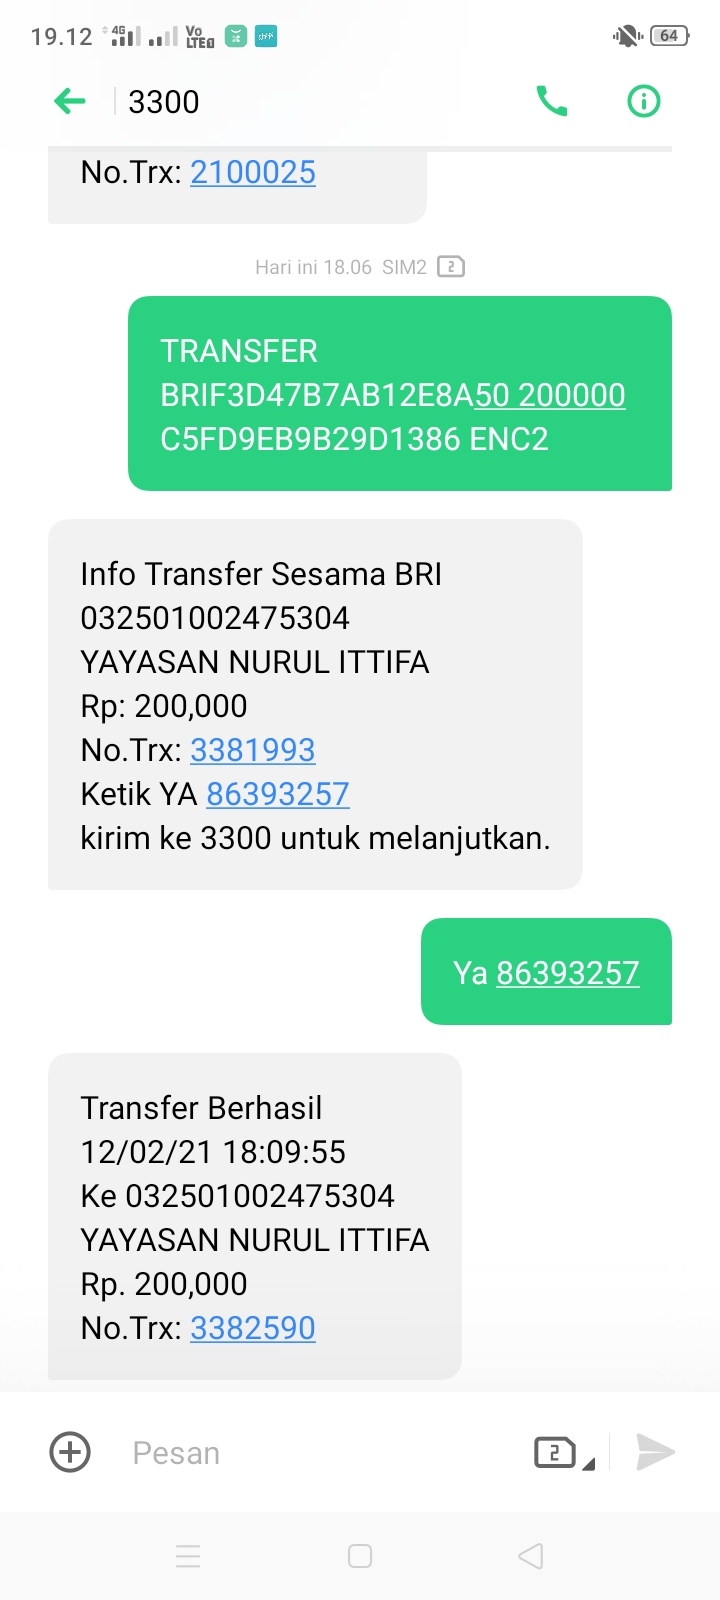 19.12 4G Vo LTE 64
3300
No.Trx: 2100025
Hari ini 18.06 SIM2 2
TRANSFER
BRIF3D47B7AB12E8A50 200000
C5FD9EB9B29D1386 ENC2
Info Transfer Sesama BRI
032501002475304
YAYASAN NURUL ITTIFA
Rp: 200,000
No.Trx: 3381993
Ketik YA 86393257
kirim ke 3300 untuk melanjutkan.
Ya 86393257
Transfer Berhasil
12/02/21 18:09:55
Ke 032501002475304
YAYASAN NURUL ITTIFA
Rp. 200,000
No.Trx: 3382590
Pesan 2